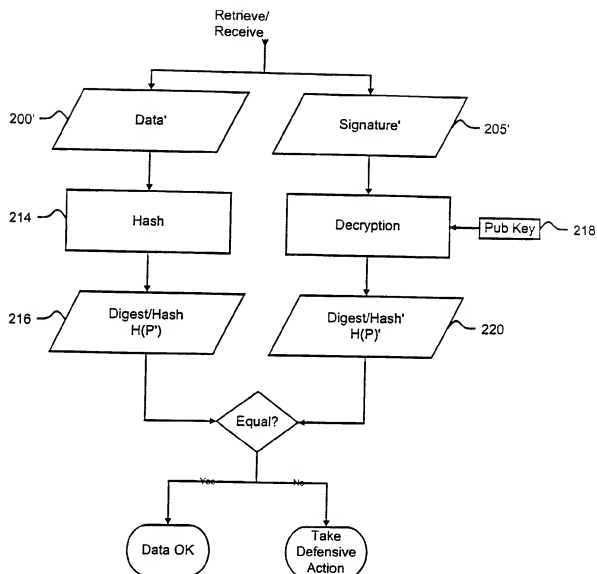 Retrieve/
Receive
200'
Data'
Signature'
205'
214
Hash
Decryption
Pub Key
218
216
Digest/Hash
H(P')
Digest/Hash'
H(P)'
220
Equal?
Yes
No
Data OK
Take
Defensive
Action